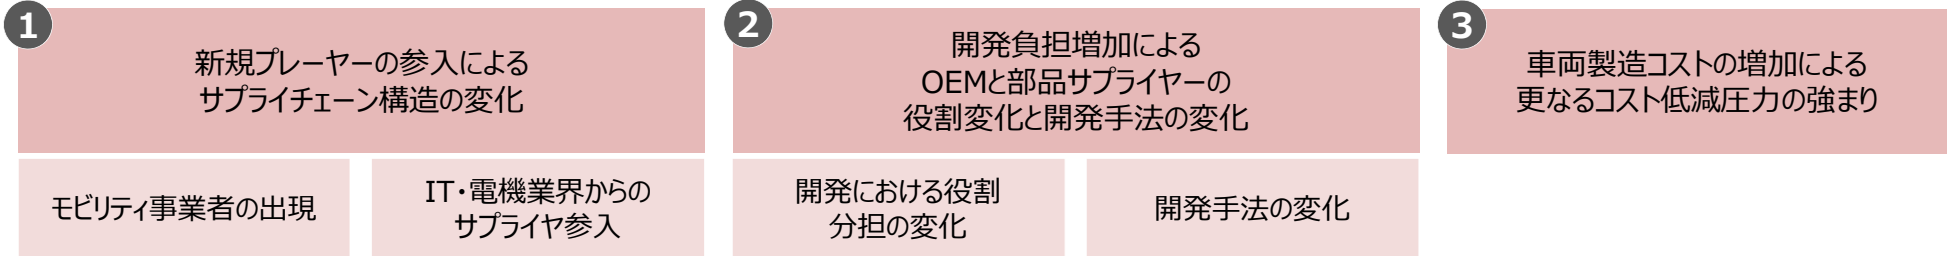 1
新規プレーヤーの参入による
サプライチェーン構造の変化
モビリティ事業者の出現
IT・電機業界からの
サプライヤ参入
2
開発負担増加による
OEMと部品サプライヤーの
役割変化と開発手法の変化
開発における役割
分担の変化
開発手法の変化
3
車両製造コストの増加による
更なるコスト低減圧力の強まり